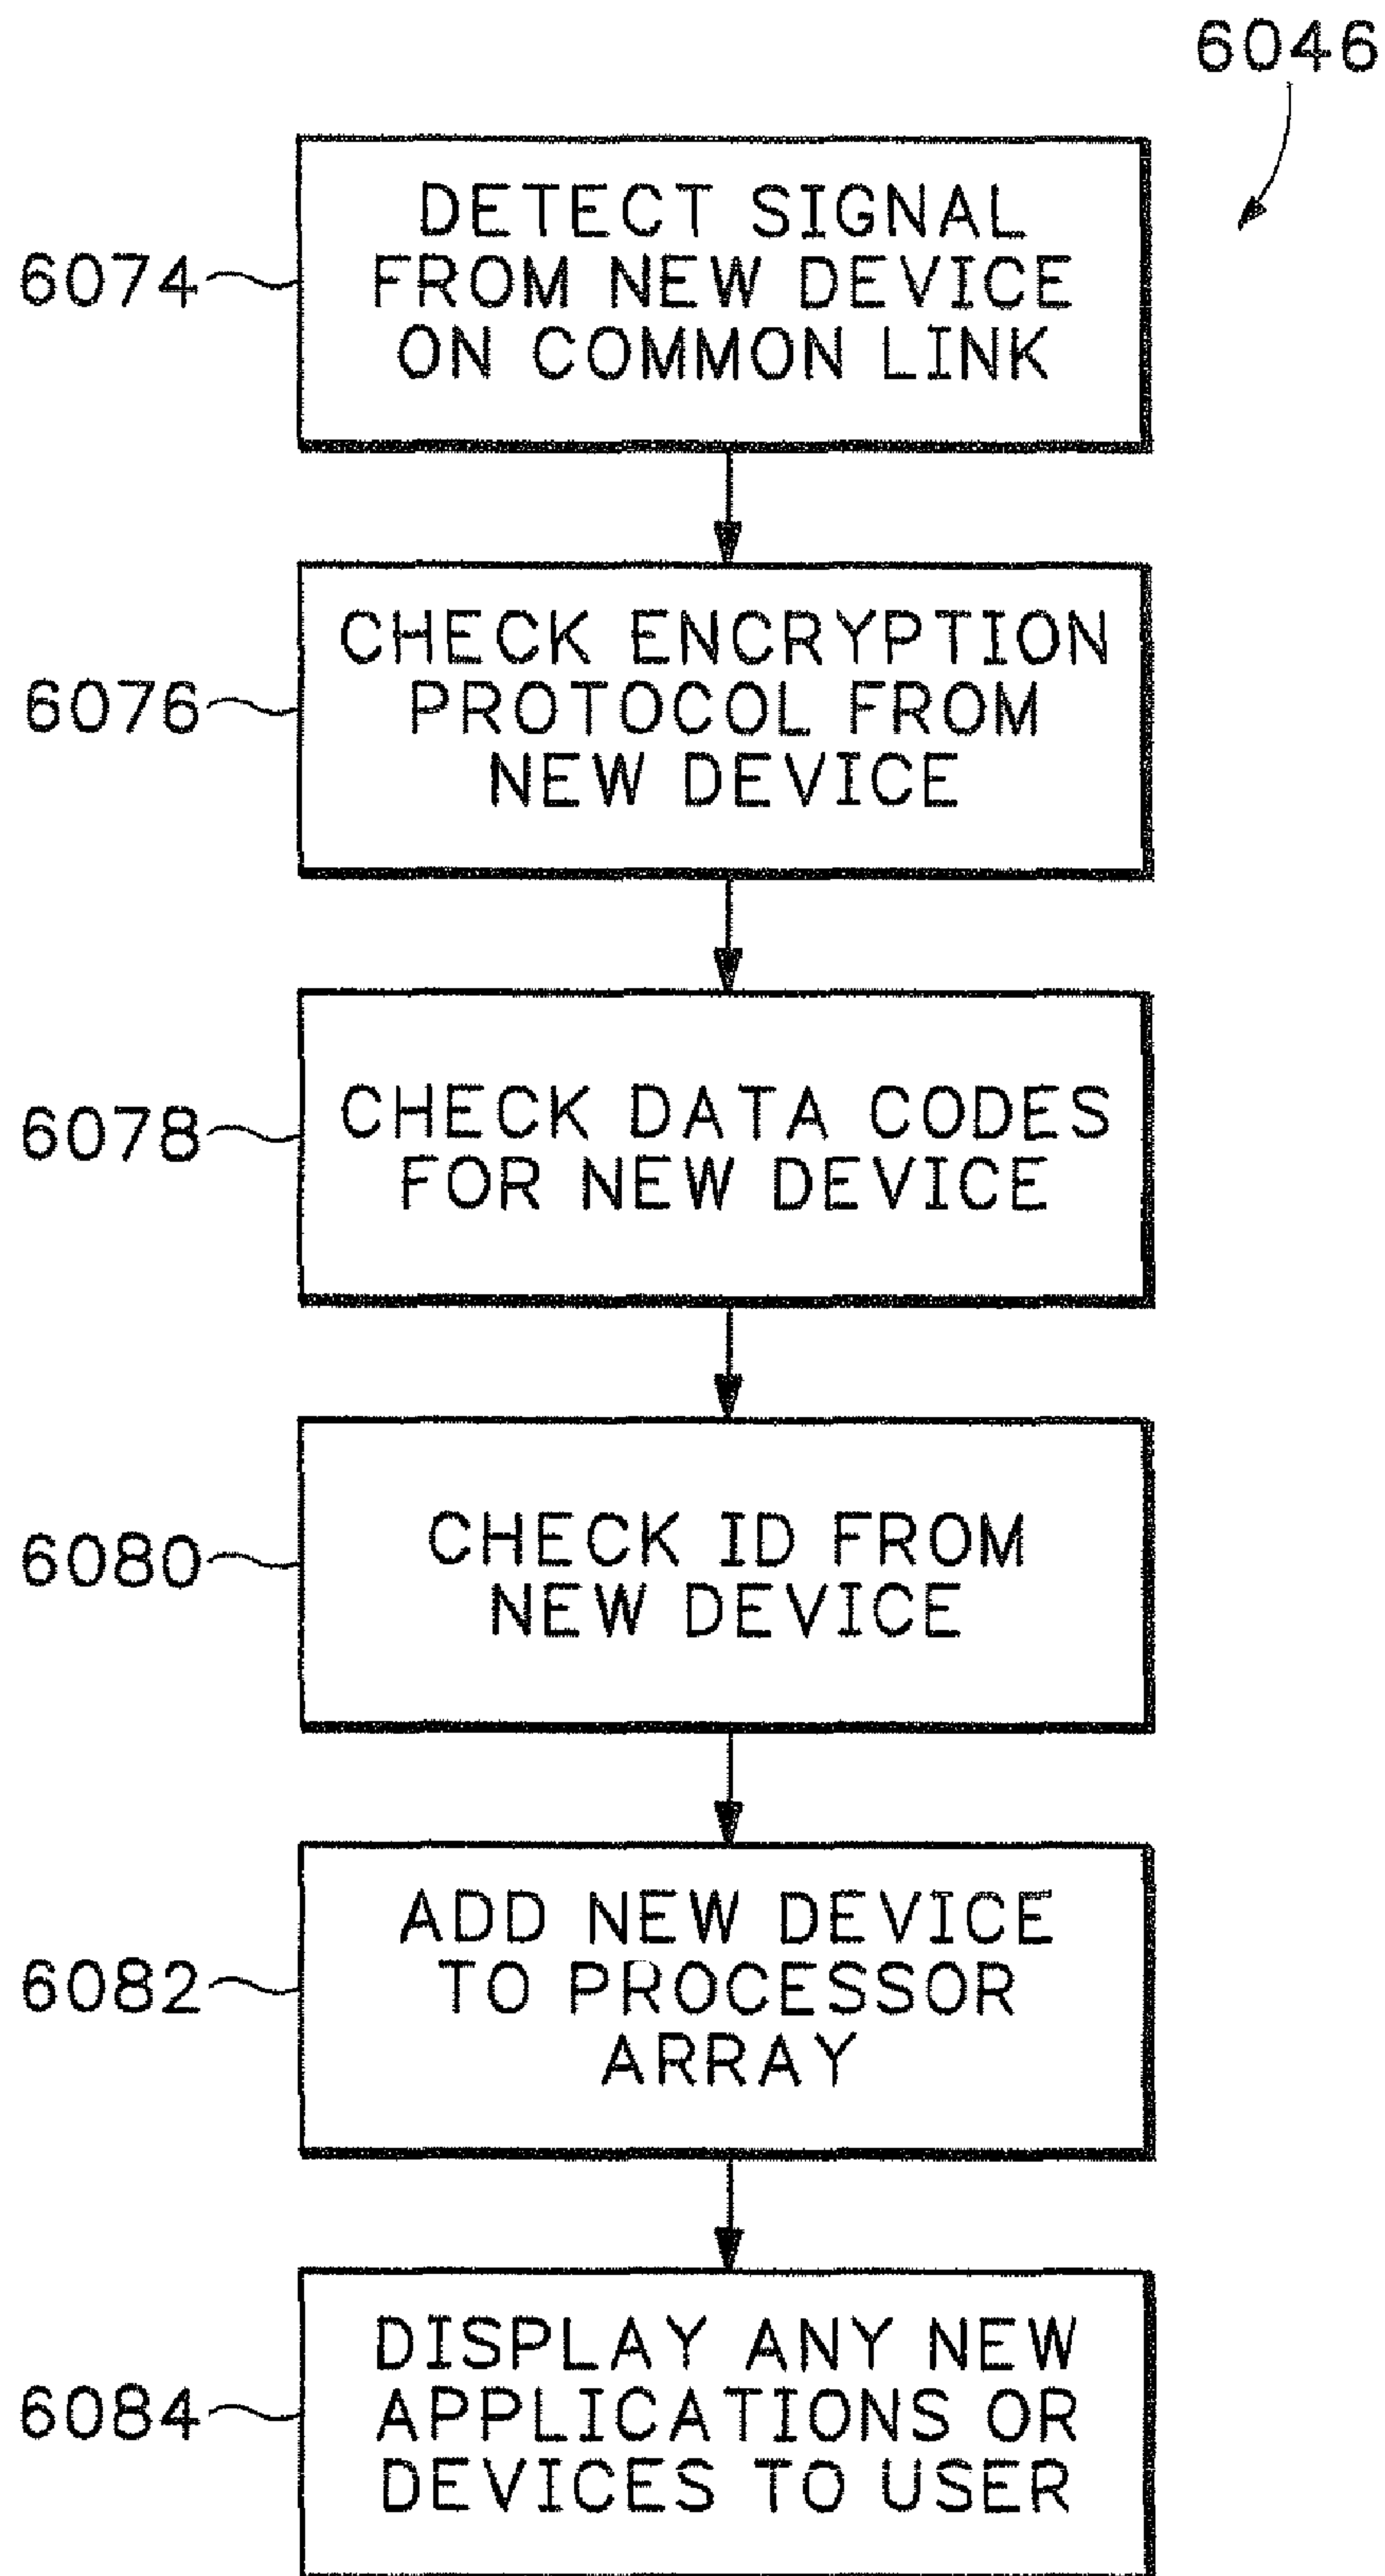 6046
DETECT SIGNAL
FROM NEW DEVICE
ON COMMON LINK
6074
CHECK ENCRYPTION
PROTOCOL FROM
NEW DEVICE
6076
CHECK DATA CODES
FOR NEW DEVICE
6078
CHECK ID FROM
NEW DEVICE
6080
ADD NEW DEVICE
TO PROCESSOR
ARRAY
6082
DISPLAY ANY NEW
APPLICATIONS OR
DEVICES TO USER
6084